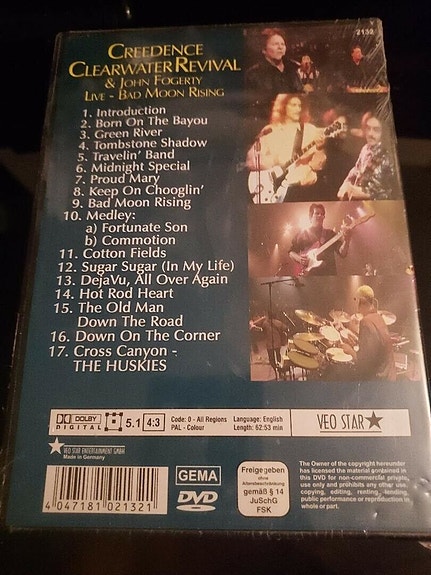 2132
CREEDENCE
CLEARWATER REVIVAL
& JOHN FOGERTY
LIVE - BAD MOON RISING
1. Introduction
2. Born On The Bayou
3. Green River
4. Tombstone Shadow
5. Travelin' Band
6. Midnight Special
7. Proud Mary
8. Keep On Chooglin'
9. Bad Moon Rising
10. Medley:
a) Fortunate Son
b) Commotion
11. Cotton Fields
12. Sugar Sugar (In My Life)
13. DejaVu, All Over Again
14. Hot Rod Heart
15. The Old Man
Down The Road
16. Down On The Corner
17. Cross Canyon -
THE HUSKIES
DOLBY
DIGITAL
5.1
4:3
Code: 0 - All Regions
PAL - Colour
Language: English
Length: 62:53 min
VEO STAR
VEO STAR ENTERTAINMENT GMBH
Made in Germany
4 047181 021321
GEMA
DVD
Freigegeben
ohne
Altersbeschränkung
gemäß § 14
JuSchG
FSK
The Owner of the copyright hereunder
has licensed the material contained in
this DVD for non-commercial private
use only and prohibits any other use
copying, editing, renting, lending,
public performance or reproduction in
whole or part.